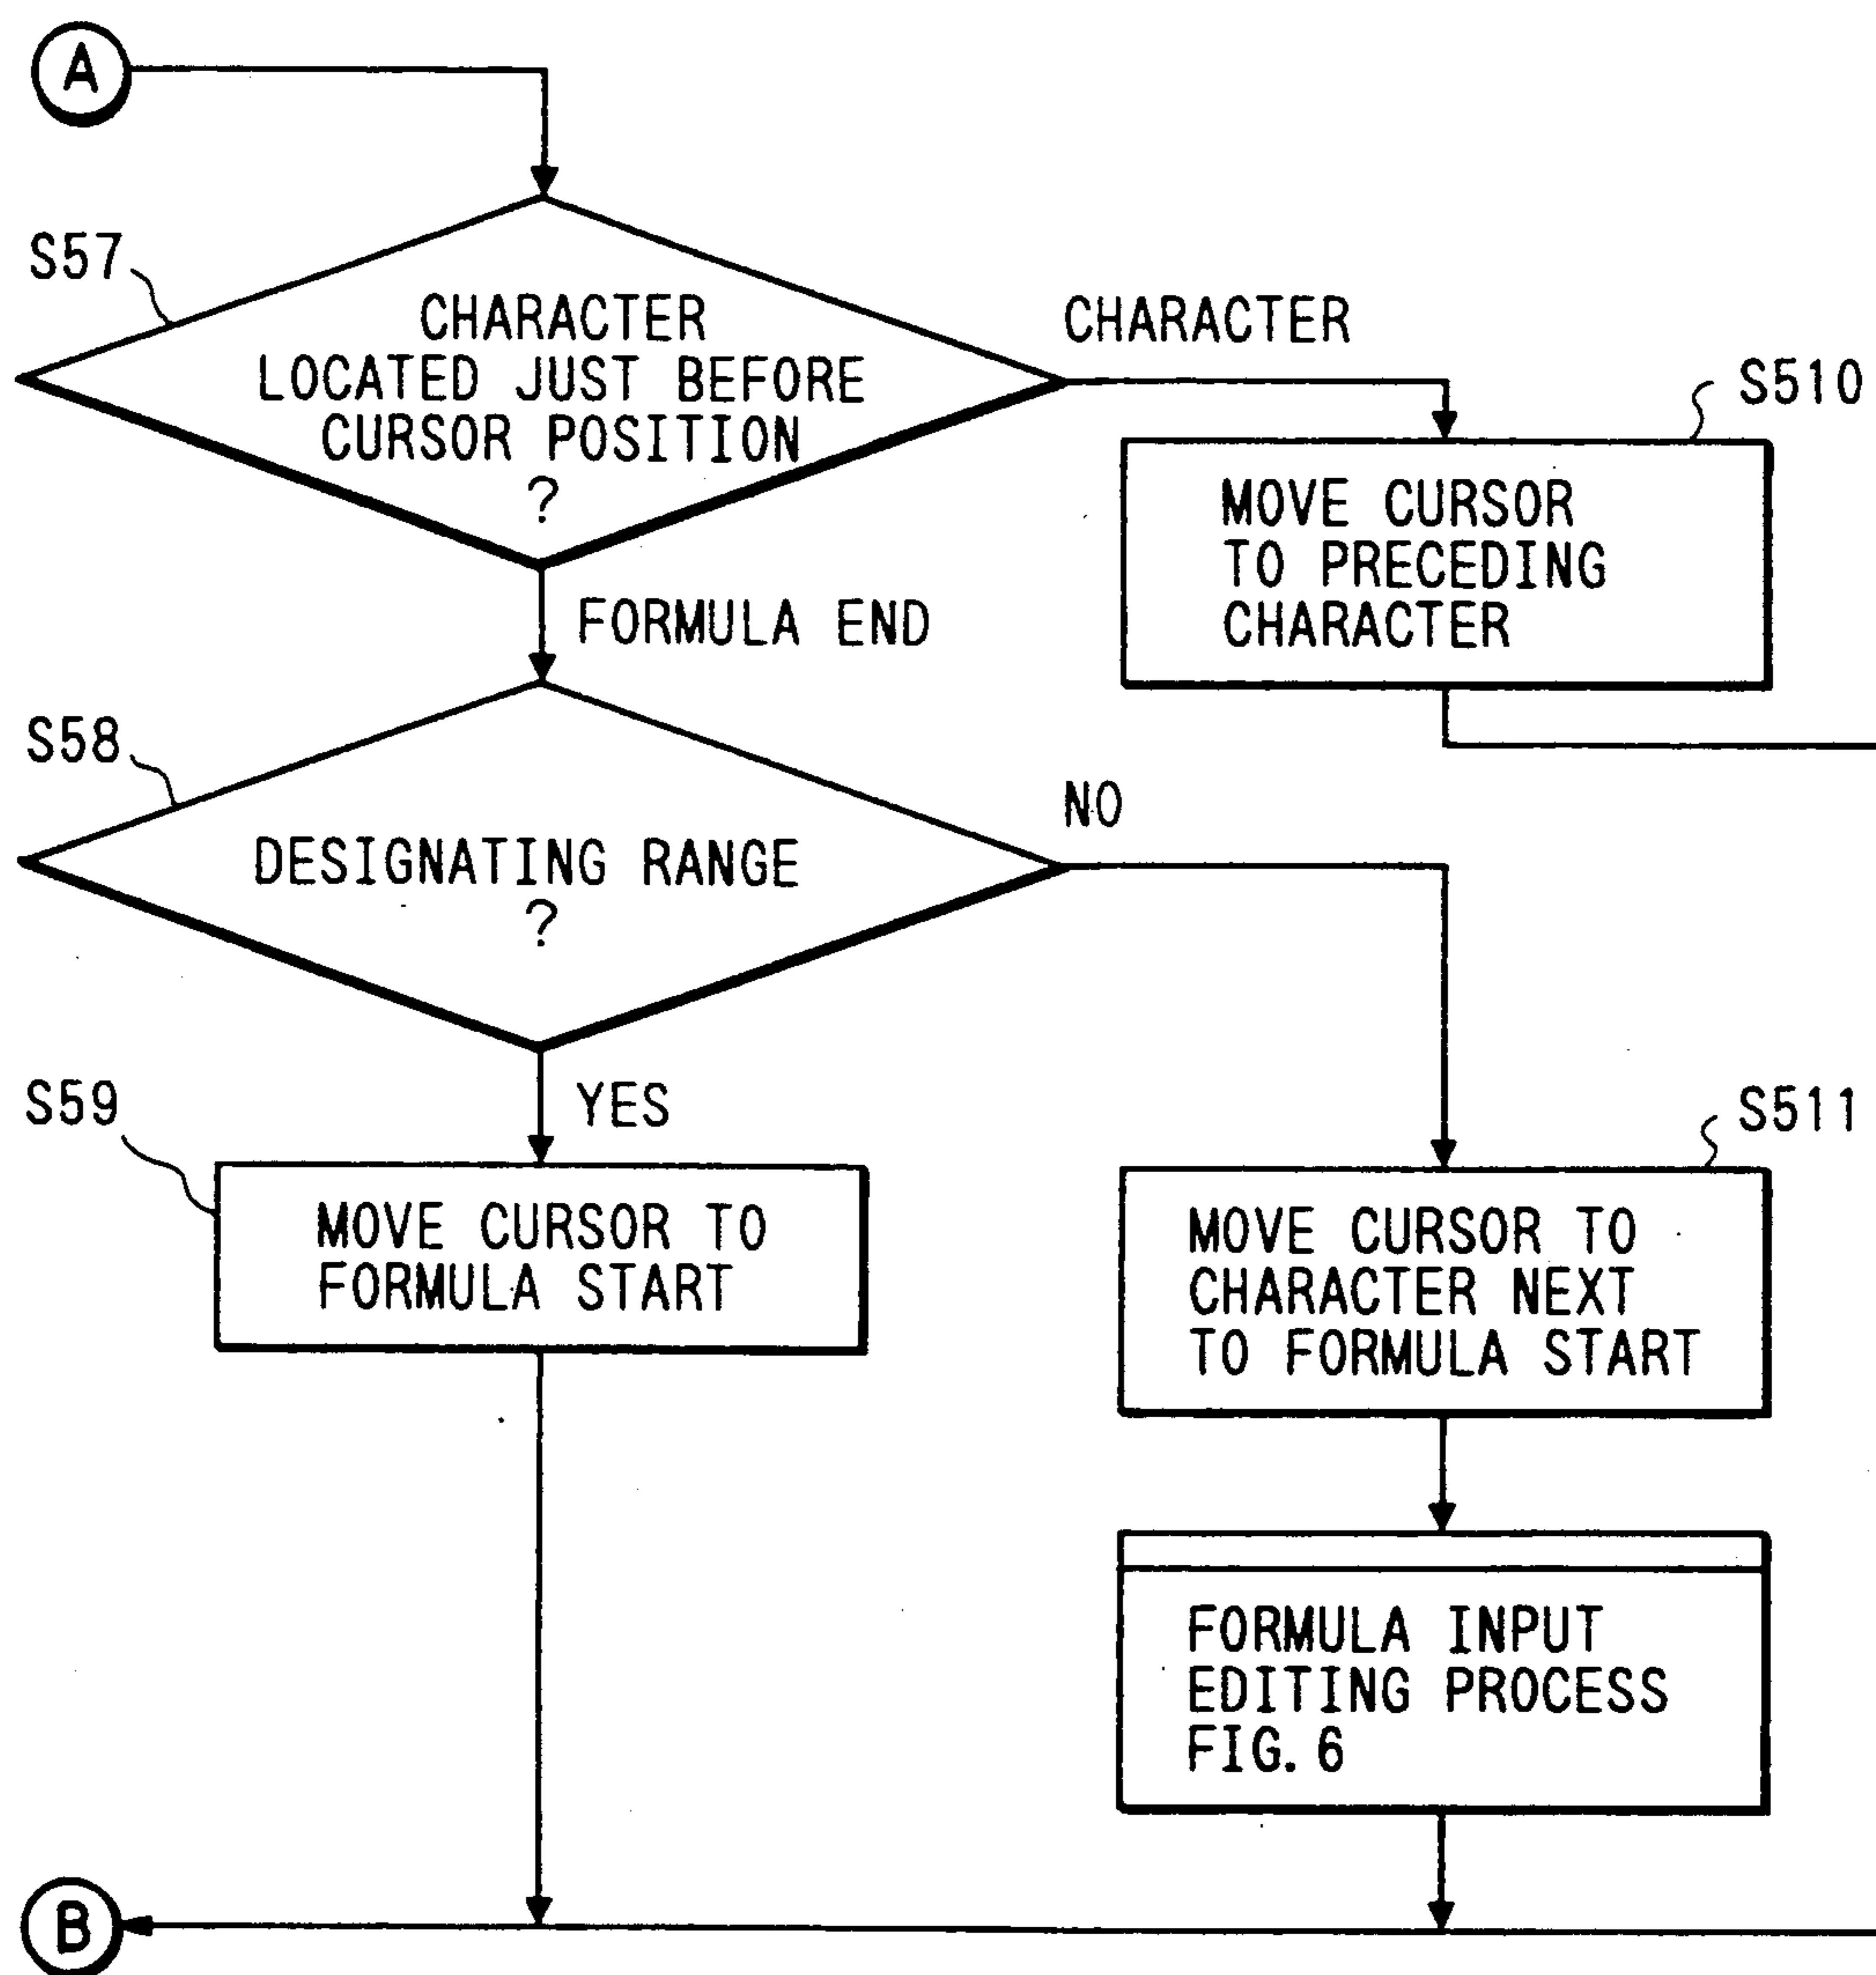 A
S57
CHARACTER
LOCATED JUST BEFORE
CURSOR POSITION
?
CHARACTER
S510
MOVE CURSOR
TO PRECEDING
CHARACTER
FORMULA END
S58
DESIGNATING RANGE
?
NO
YES
S59
MOVE CURSOR TO
FORMULA START
S511
MOVE CURSOR TO
CHARACTER NEXT
TO FORMULA START
FORMULA INPUT
EDITING PROCESS
FIG. 6
B